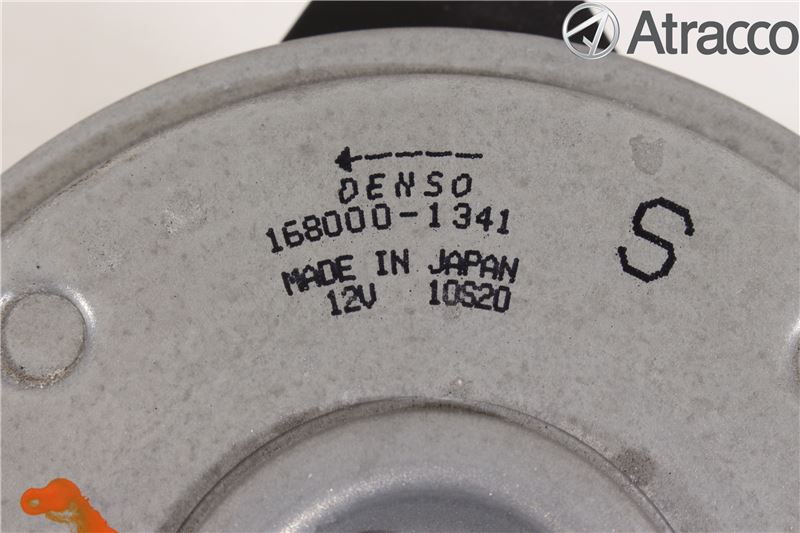 Atracco
DENSO
168000-1341
S
MADE IN JAPAN
12V 10S20